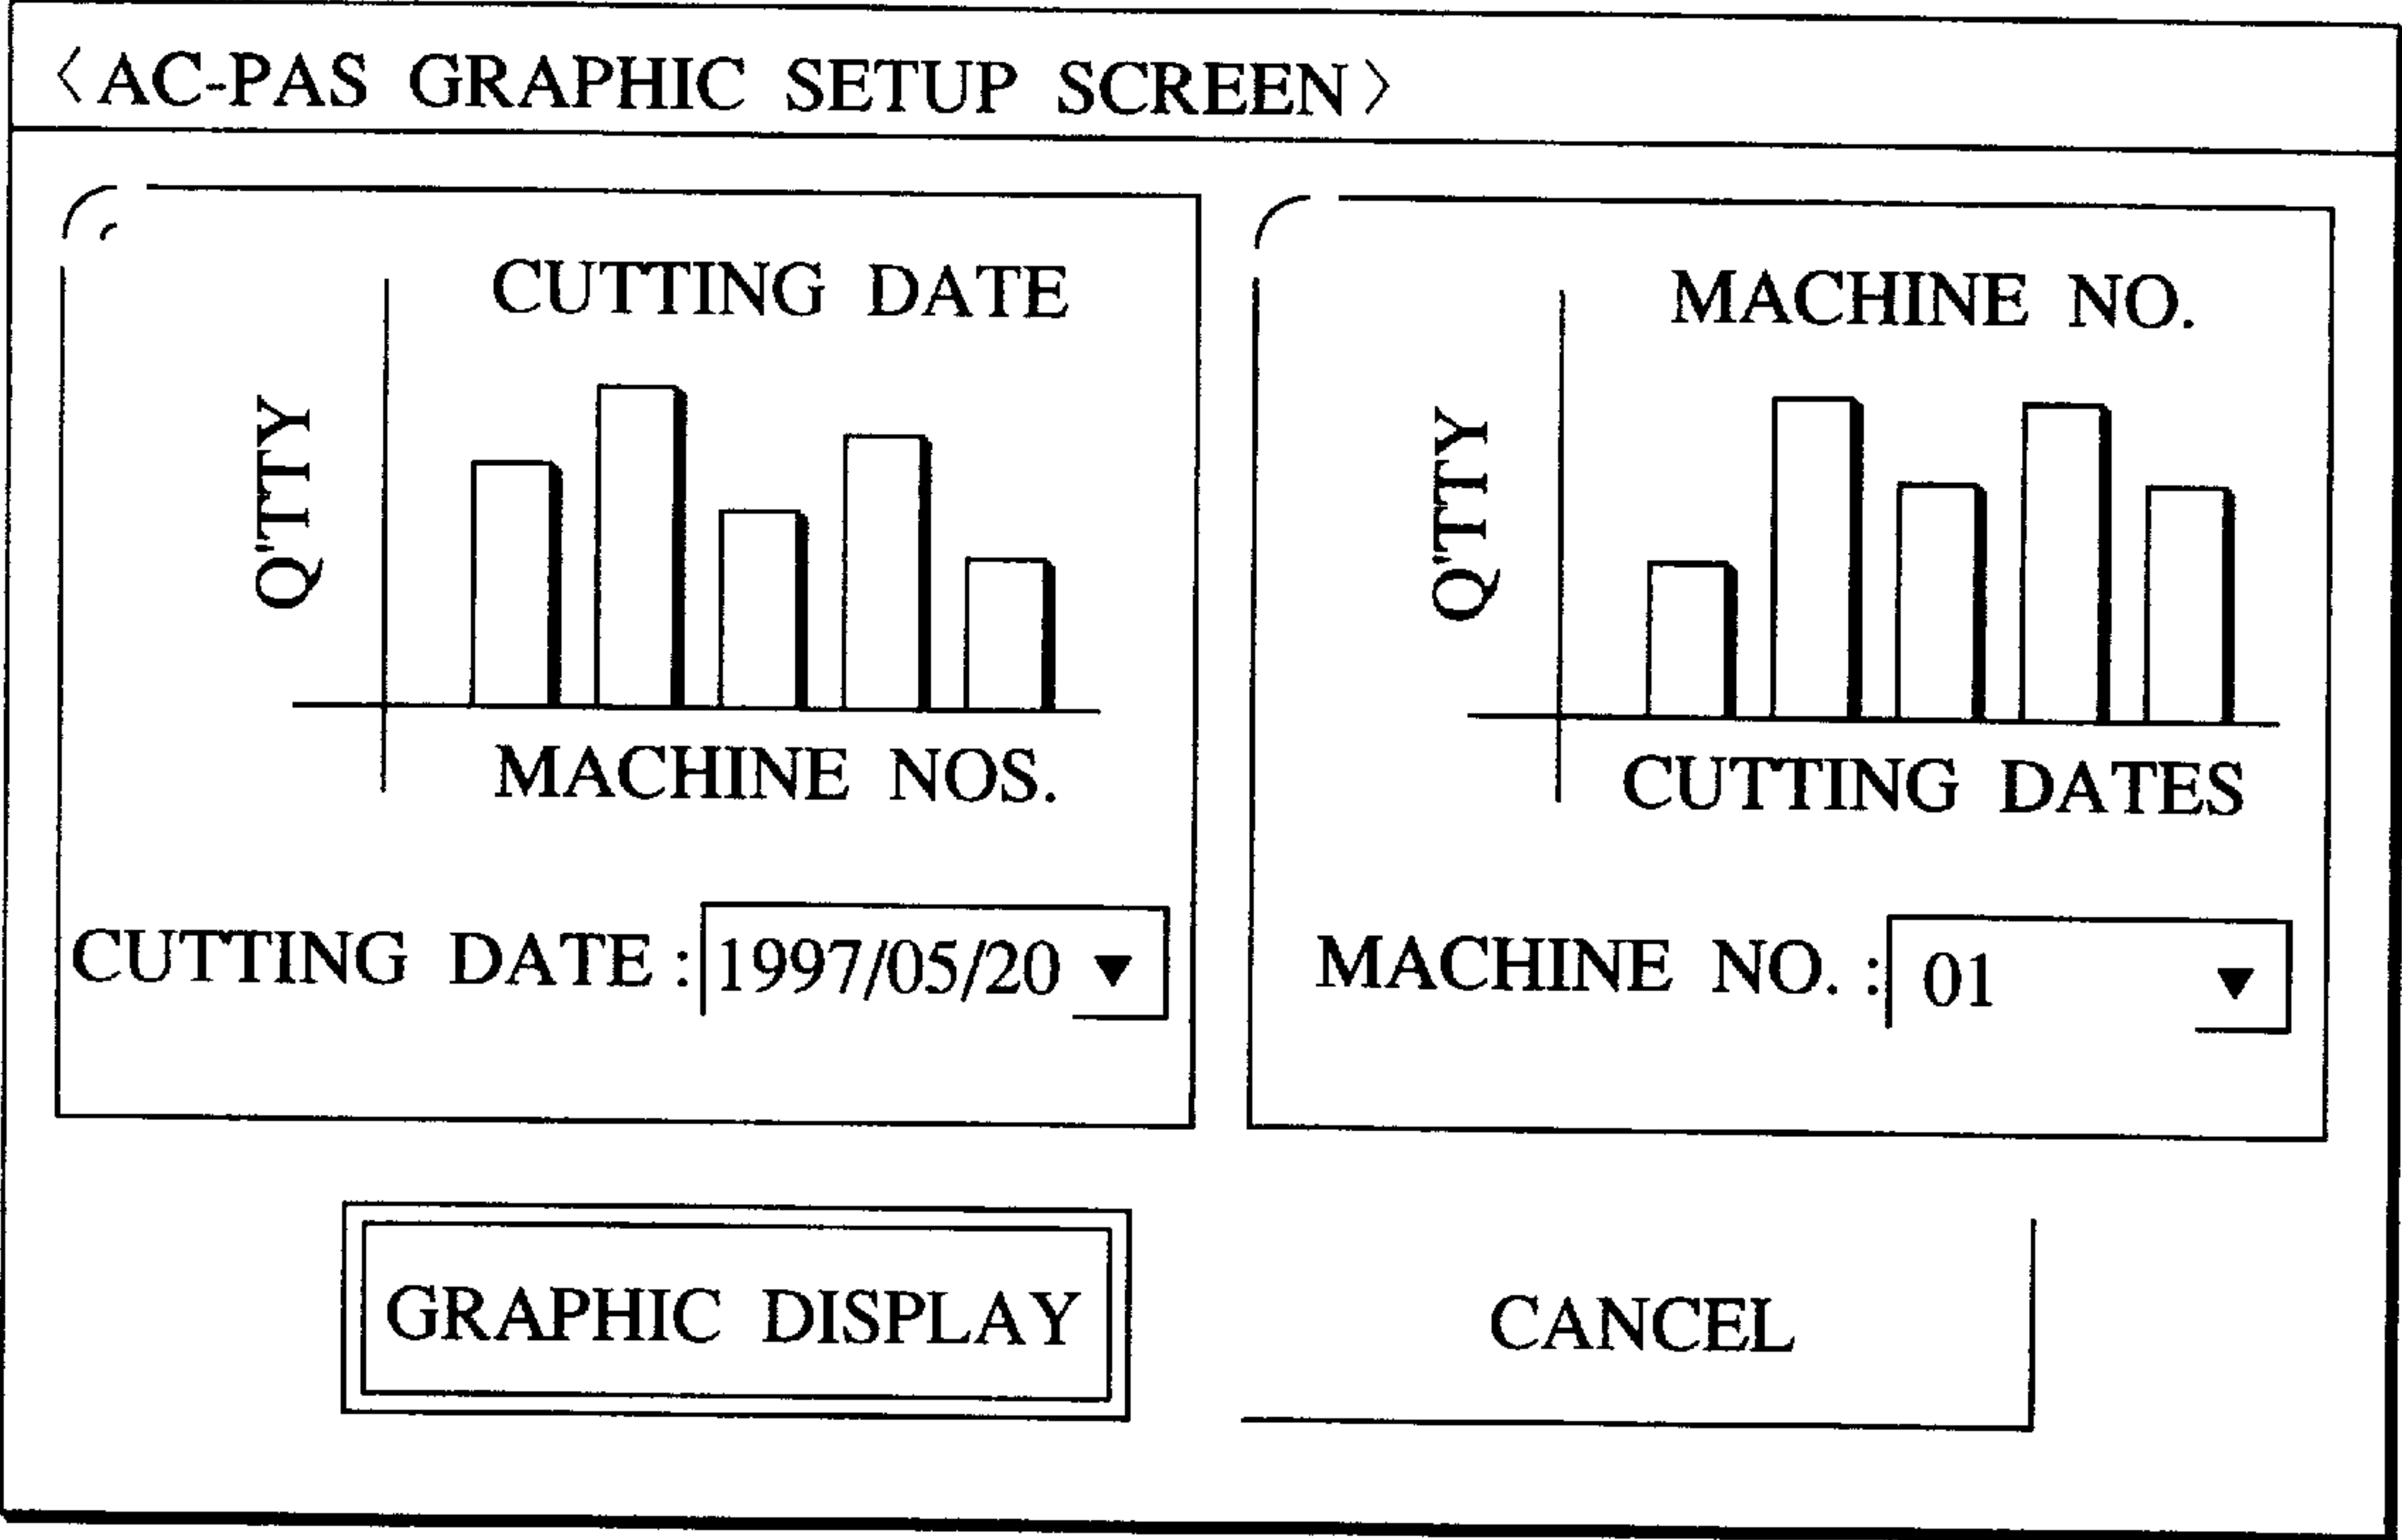 〈AC-PAS GRAPHIC SETUP SCREEN〉
CUTTING DATE
Q'TTY
MACHINE NOS.
CUTTING DATE : 1997/05/20 ▼
MACHINE NO.
Q'TTY
CUTTING DATES
MACHINE NO. : 01 ▼
GRAPHIC DISPLAY
CANCEL